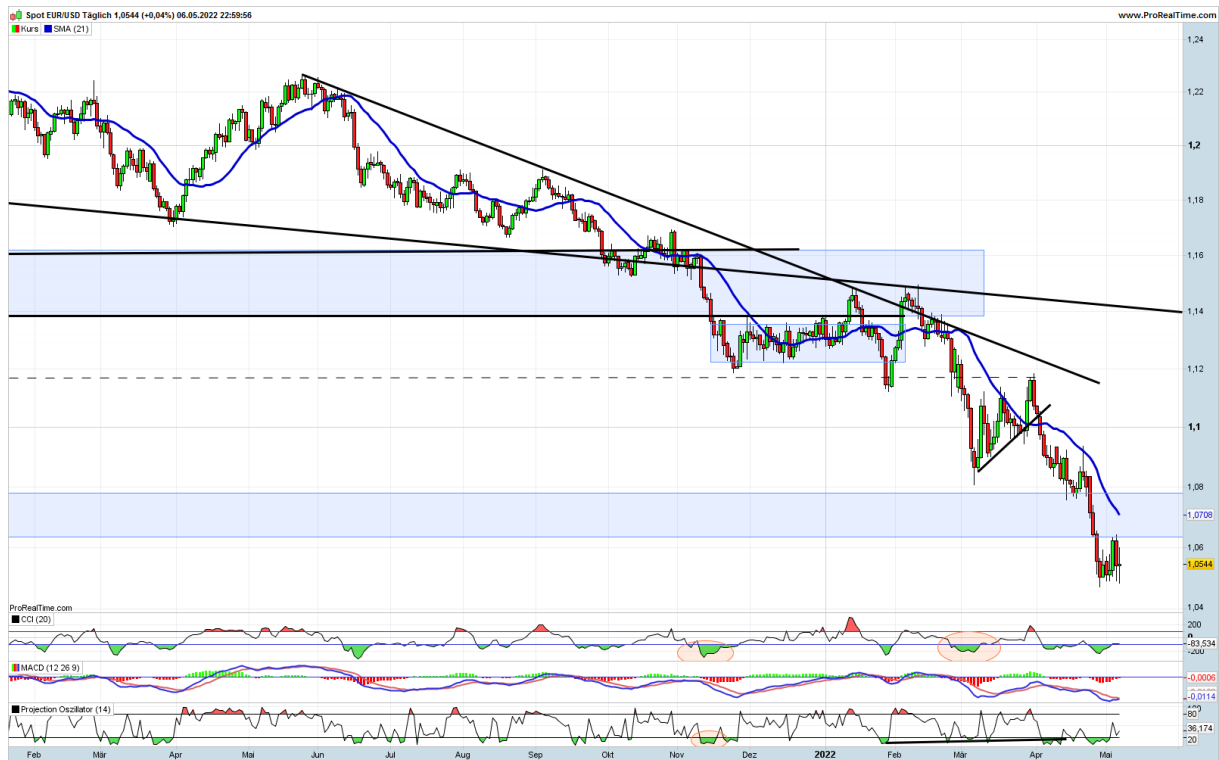 Spot EUR/USD Täglich 1,0544 (+0,04%) 06.05.2022 22:59:56
www.ProRealTime.com
Kurs SMA (21)
1,24
1,22
1,2
1,18
1,16
1,14
1,12
1,1
1,08
1,0708
1,06
1,0544
1,04
ProRealTime.com
CCI (20)
200
0
-83,534
-200
MACD (12 26 9)
-0,0006
-0,0114
Projection Oszillator (14)
80
36,174
20
Feb Mär Apr Mai Jun Jul Aug Sep Okt Nov Dez 2022 Feb Mär Apr Mai